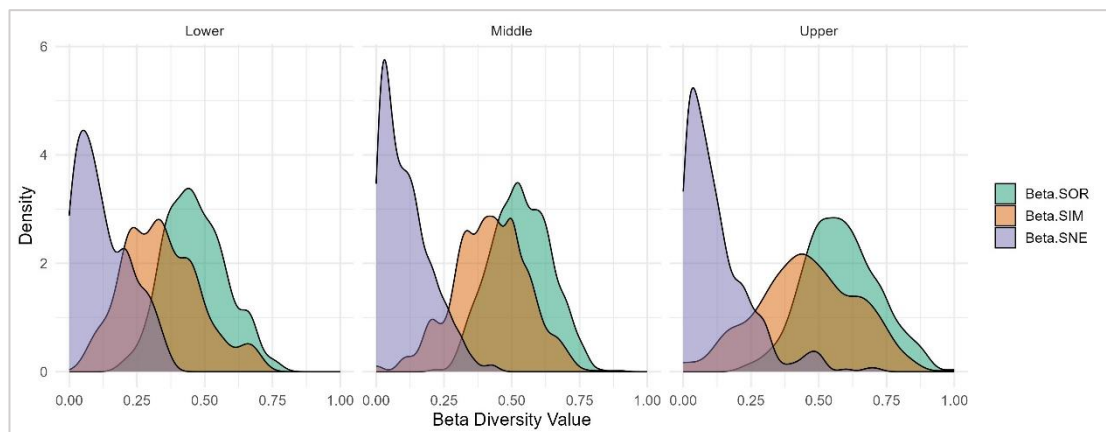 Lower Middle Upper
6
4
2
0
Density
0.00 0.25 0.50 0.75 1.00 0.00 0.25 0.50 0.75 1.00 0.00 0.25 0.50 0.75 1.00
Beta Diversity Value
Beta.SOR
Beta.SIM
Beta.SNE